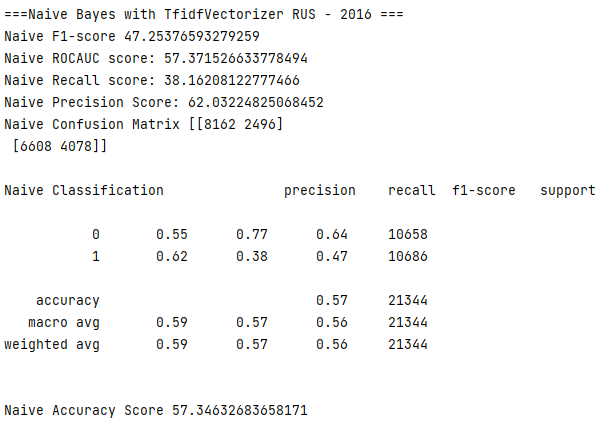 ===Naive Bayes with TfidfVectorizer RUS - 2016 ===
Naive F1-score 47.25376593279259
Naive ROCAUC score: 57.371526633778494
Naive Recall score: 38.16208122777466
Naive Precision Score: 62.03224825068452
Naive Confusion Matrix [[8162 2496]
 [6608 4078]]
Naive Classification               precision    recall  f1-score   support
           0       0.55      0.77      0.64     10658
           1       0.62      0.38      0.47     10686
    accuracy                           0.57     21344
   macro avg       0.59      0.57      0.56     21344
weighted avg       0.59      0.57      0.56     21344
Naive Accuracy Score 57.34632683658171